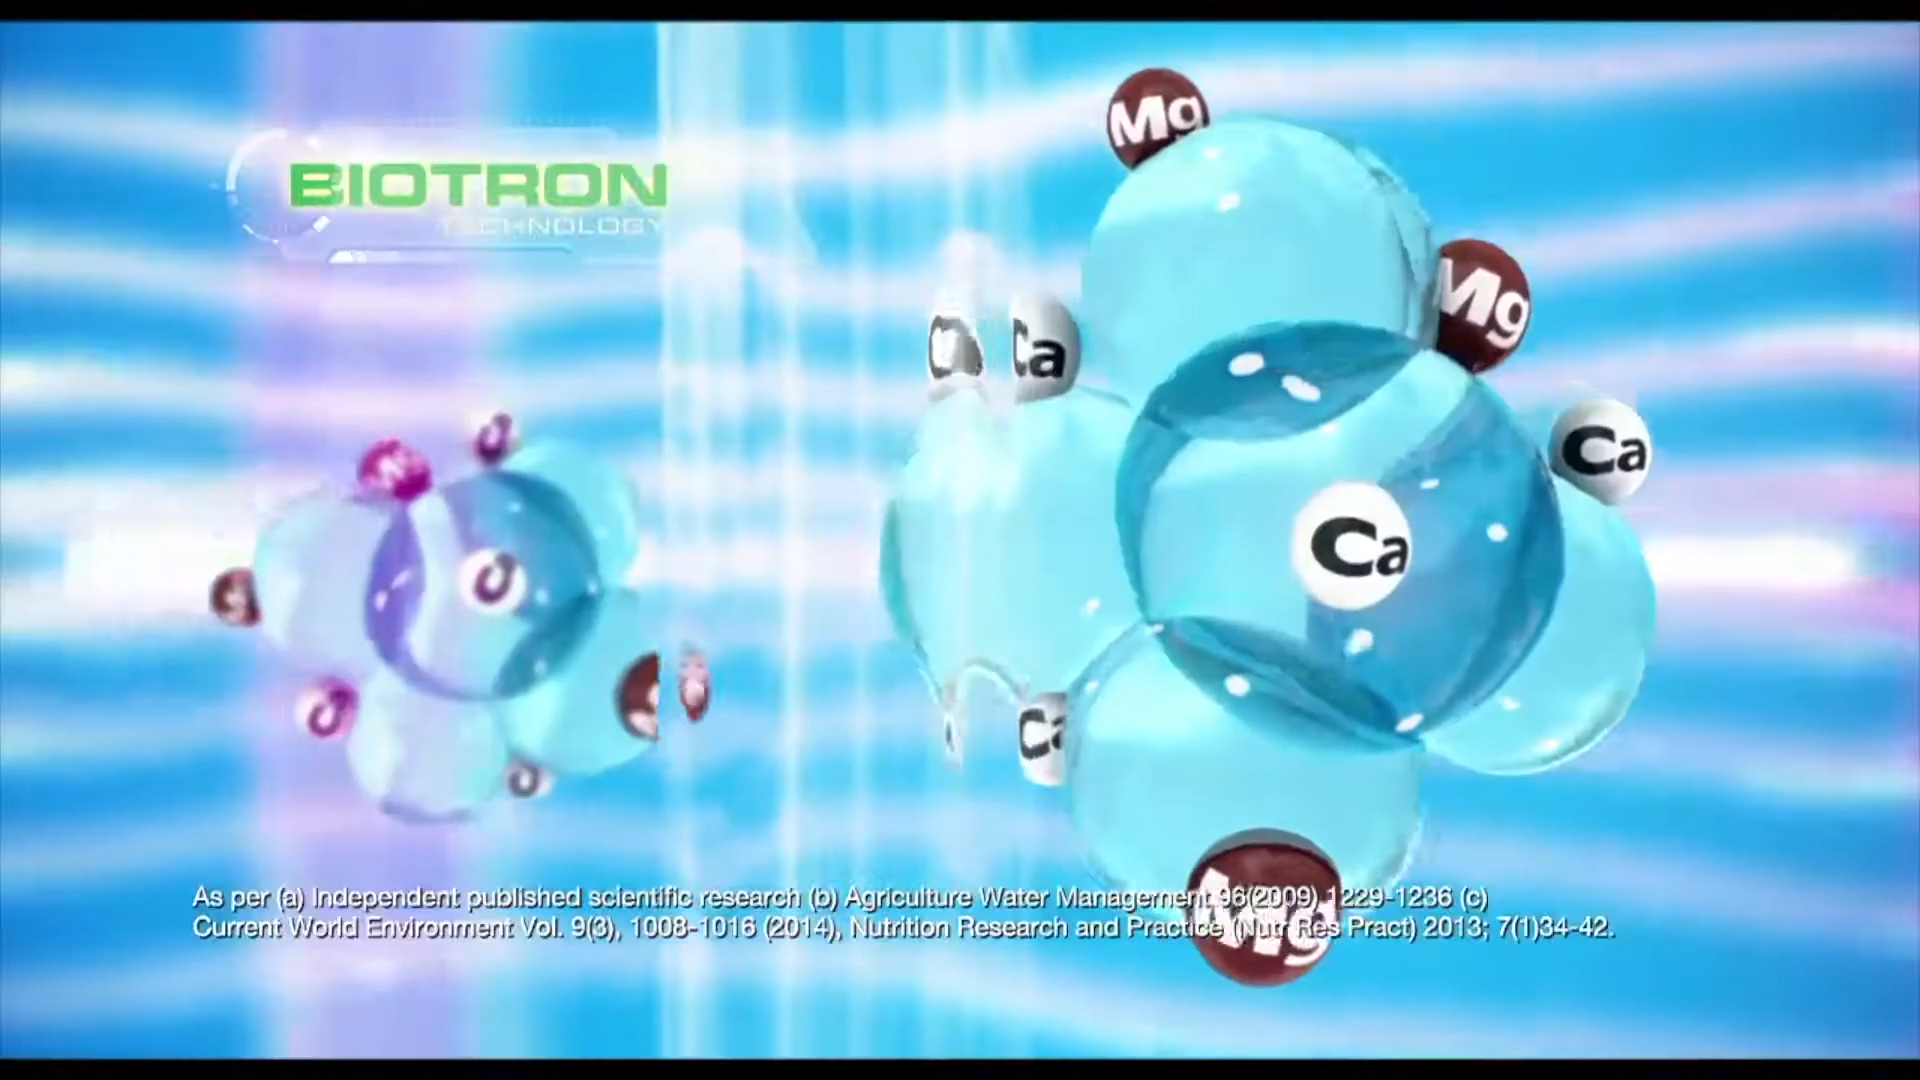 BIOTRON
TECHNOLOGY
Mg
Mg
Ca
Ca
Ca
Ca
Mg
As per (a) Independent published scientific research (b) Agriculture Water Management 96(2009) 1229-1236 (c)
Current World Environment Vol. 9(3), 1008-1016 (2014), Nutrition Research and Practice (Nutr Res Pract) 2013; 7(1)34-42.